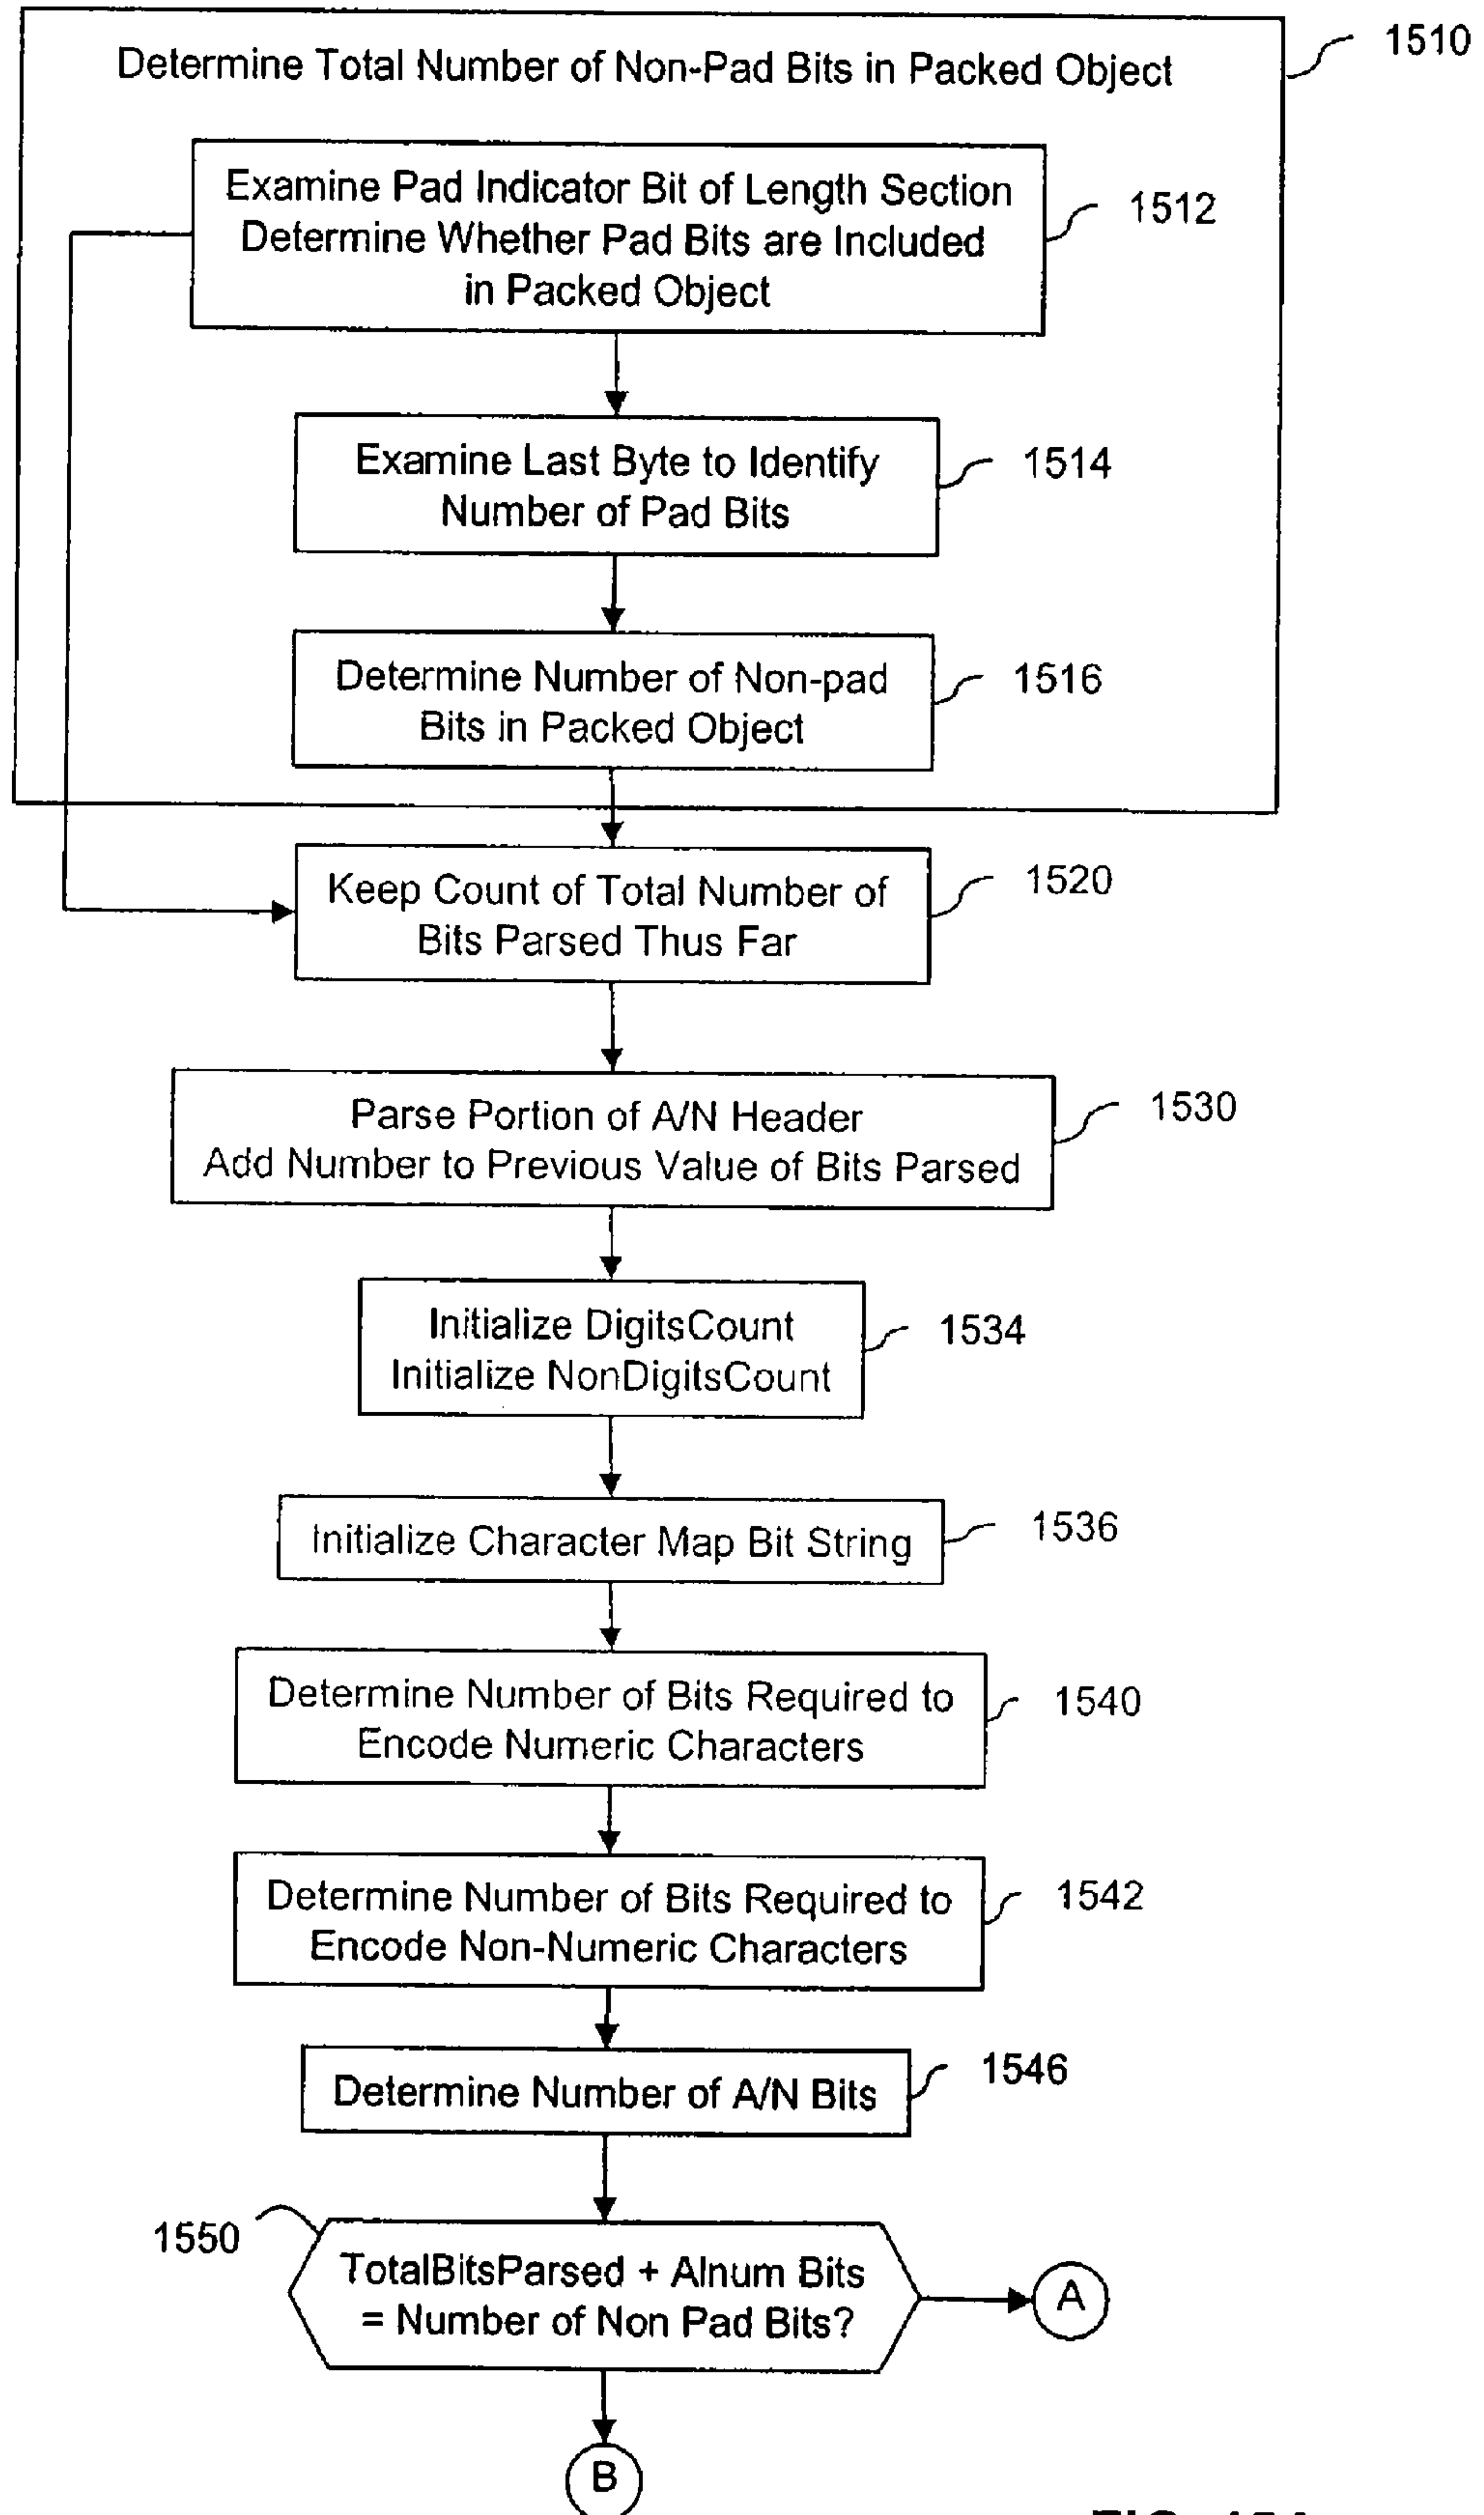 Determine Total Number of Non-Pad Bits in Packed Object
1510
Examine Pad Indicator Bit of Length Section
Determine Whether Pad Bits are Included
in Packed Object
1512
Examine Last Byte to Identify
Number of Pad Bits
1514
Determine Number of Non-pad
Bits in Packed Object
1516
Keep Count of Total Number of
Bits Parsed Thus Far
1520
Parse Portion of A/N Header
Add Number to Previous Value of Bits Parsed
1530
Initialize DigitsCount
Initialize NonDigitsCount
1534
Initialize Character Map Bit String
1536
Determine Number of Bits Required to
Encode Numeric Characters
1540
Determine Number of Bits Required to
Encode Non-Numeric Characters
1542
Determine Number of A/N Bits
1546
1550
TotalBitsParsed + Alnum Bits
= Number of Non Pad Bits?
A
B